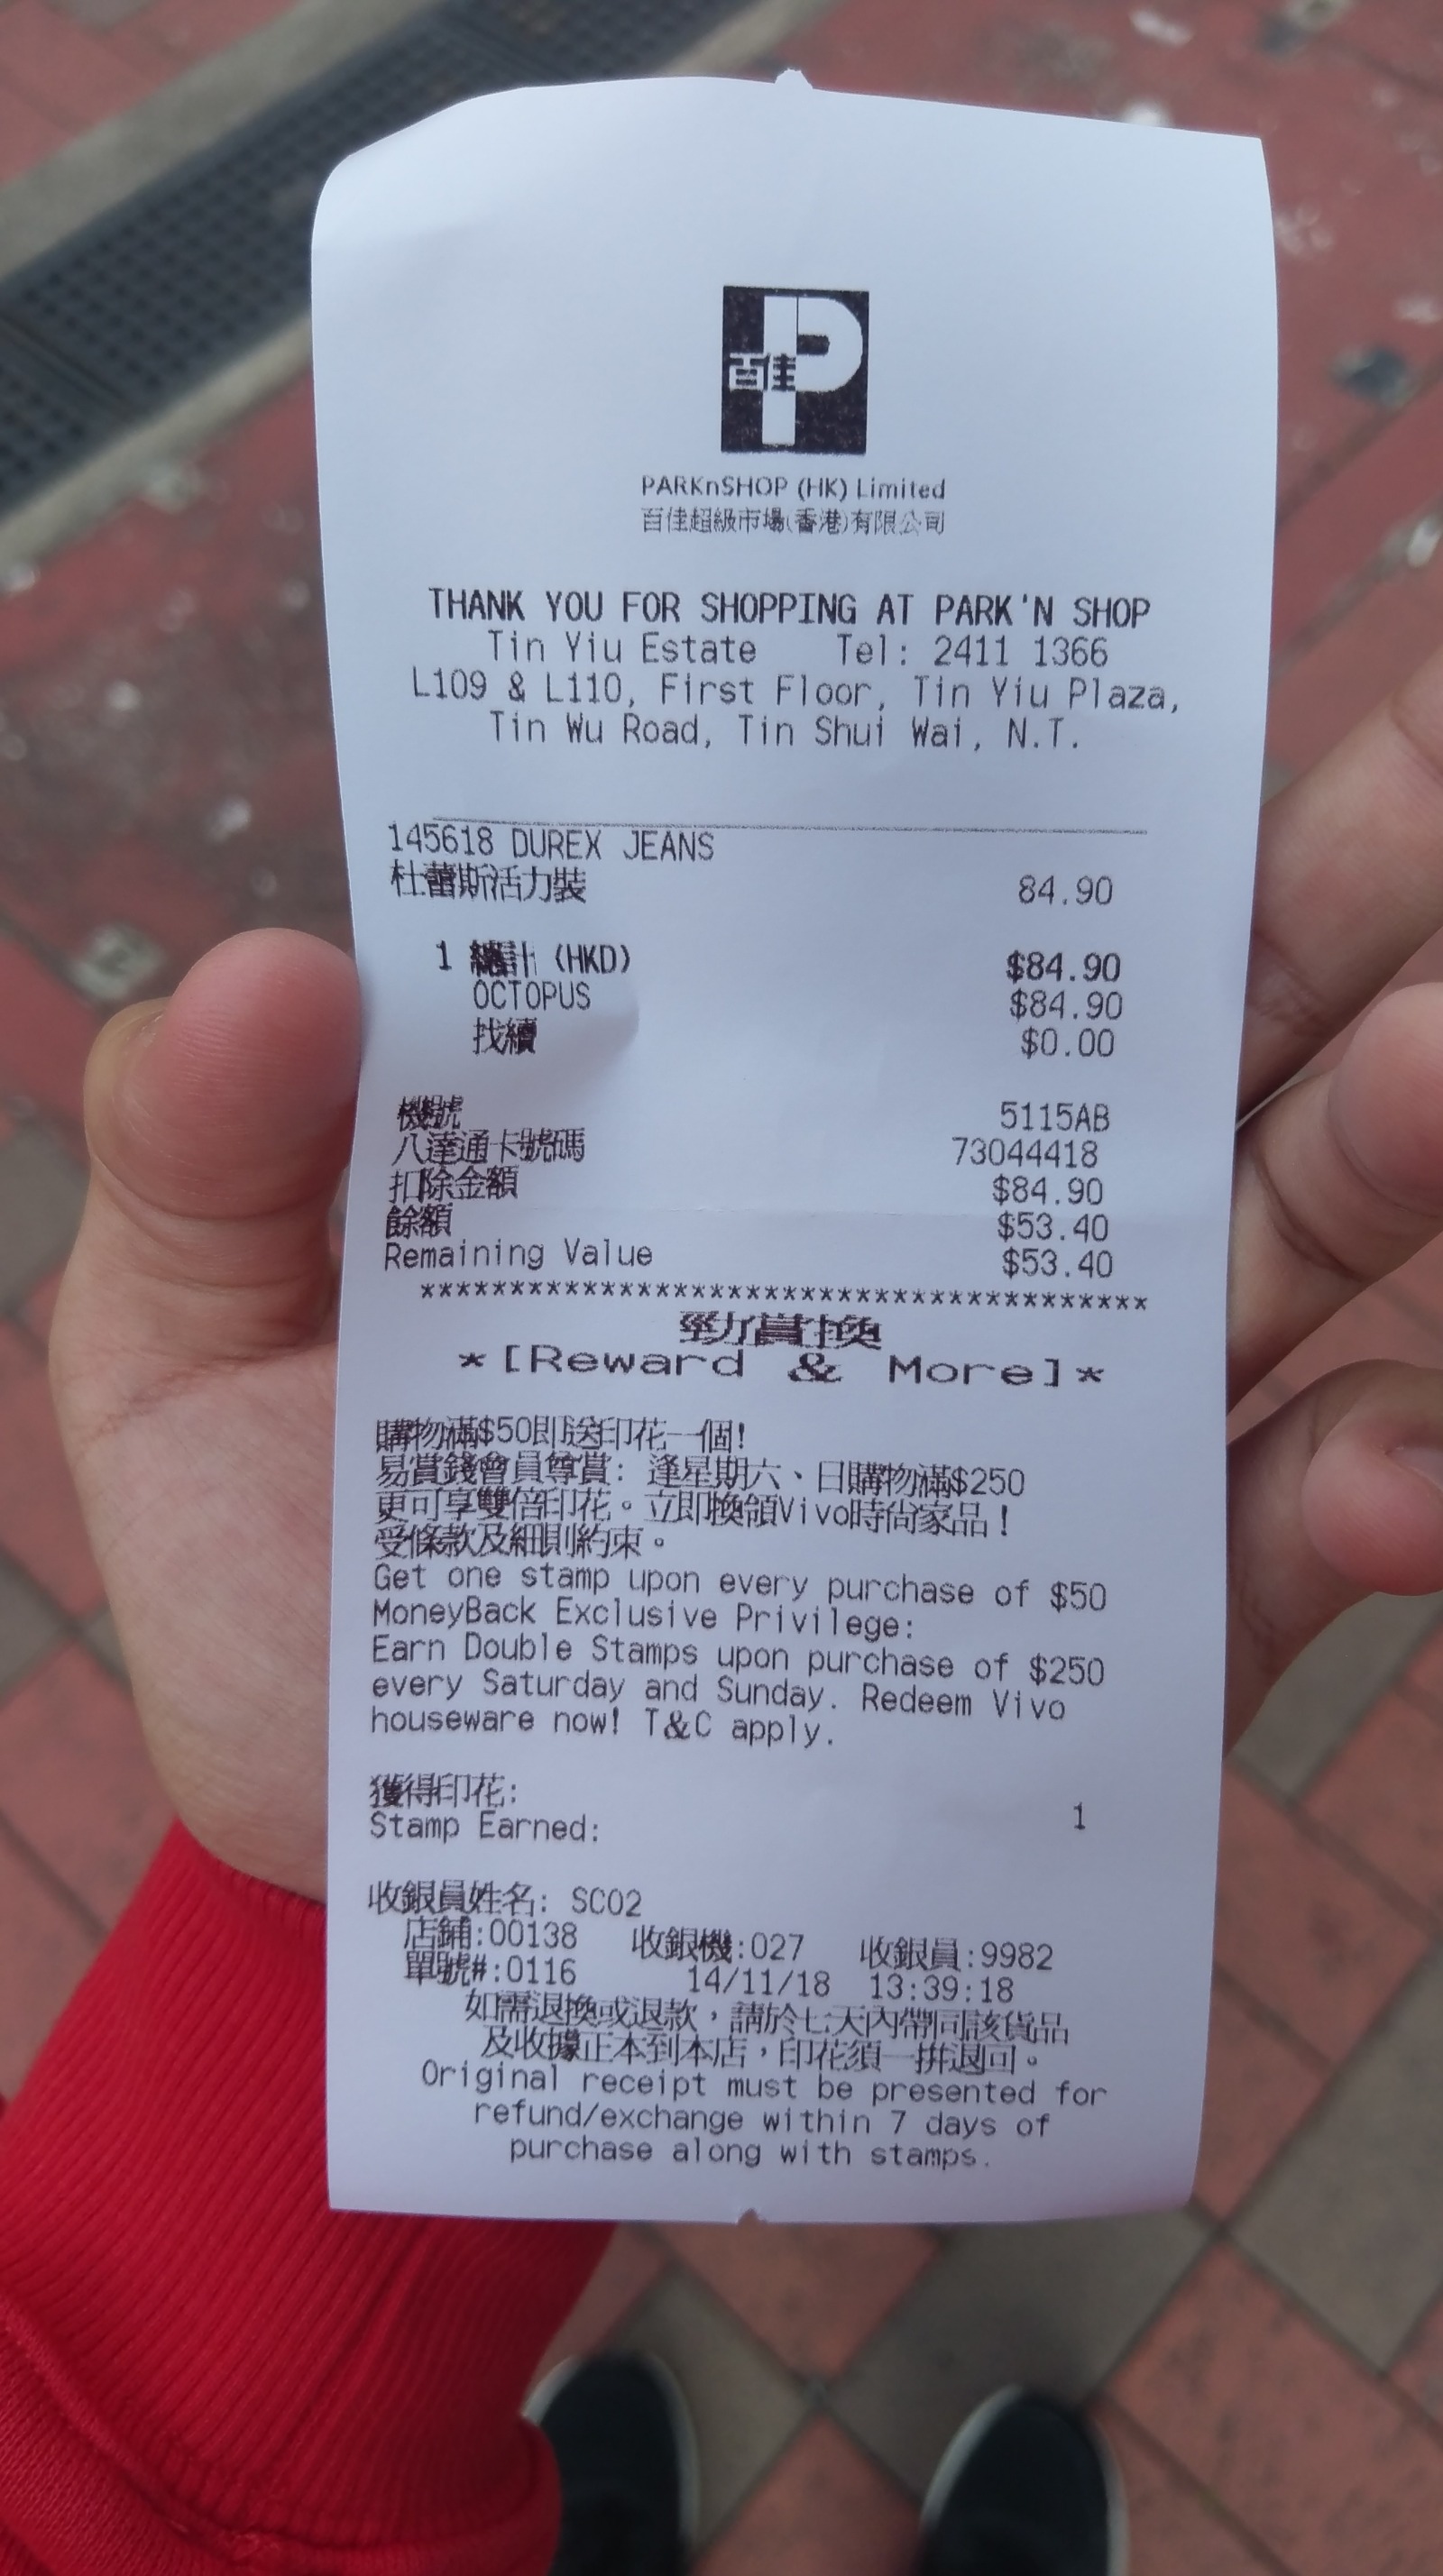 百佳
PARKnSHOP (HK) Limited
百佳超級市場(香港)有限公司
THANK YOU FOR SHOPPING AT PARK'N SHOP
Tin Yiu Estate Tel: 2411 1366
L109 & L110, First Floor, Tin Yiu Plaza,
Tin Wu Road, Tin Shui Wai, N.T.
145618 DUREX JEANS
杜蕾斯活力裝 84.90
1 總計 (HKD) $84.90
OCTOPUS $84.90
找續 $0.00
機號 5115AB
八達通卡號碼 73044418
扣除金額 $84.90
餘額 $53.40
Remaining Value $53.40
****************************************
勁賞換
*[Reward & More]*
購物滿$50即送印花一個!
易賞錢會員尊賞: 逢星期六、日購物滿$250
更可享雙倍印花。立即換領Vivo時尚家品!
受條款及細則約束。
Get one stamp upon every purchase of $50
MoneyBack Exclusive Privilege:
Earn Double Stamps upon purchase of $250
every Saturday and Sunday. Redeem Vivo
houseware now! T&C apply.
獲得印花:
Stamp Earned: 1
收銀員姓名: SC02
店鋪:00138 收銀機:027 收銀員:9982
單號#:0116 14/11/18 13:39:18
如需退換或退款，請於七天內帶同該貨品
及收據正本到本店，印花須一拼退回。
Original receipt must be presented for
refund/exchange within 7 days of
purchase along with stamps.